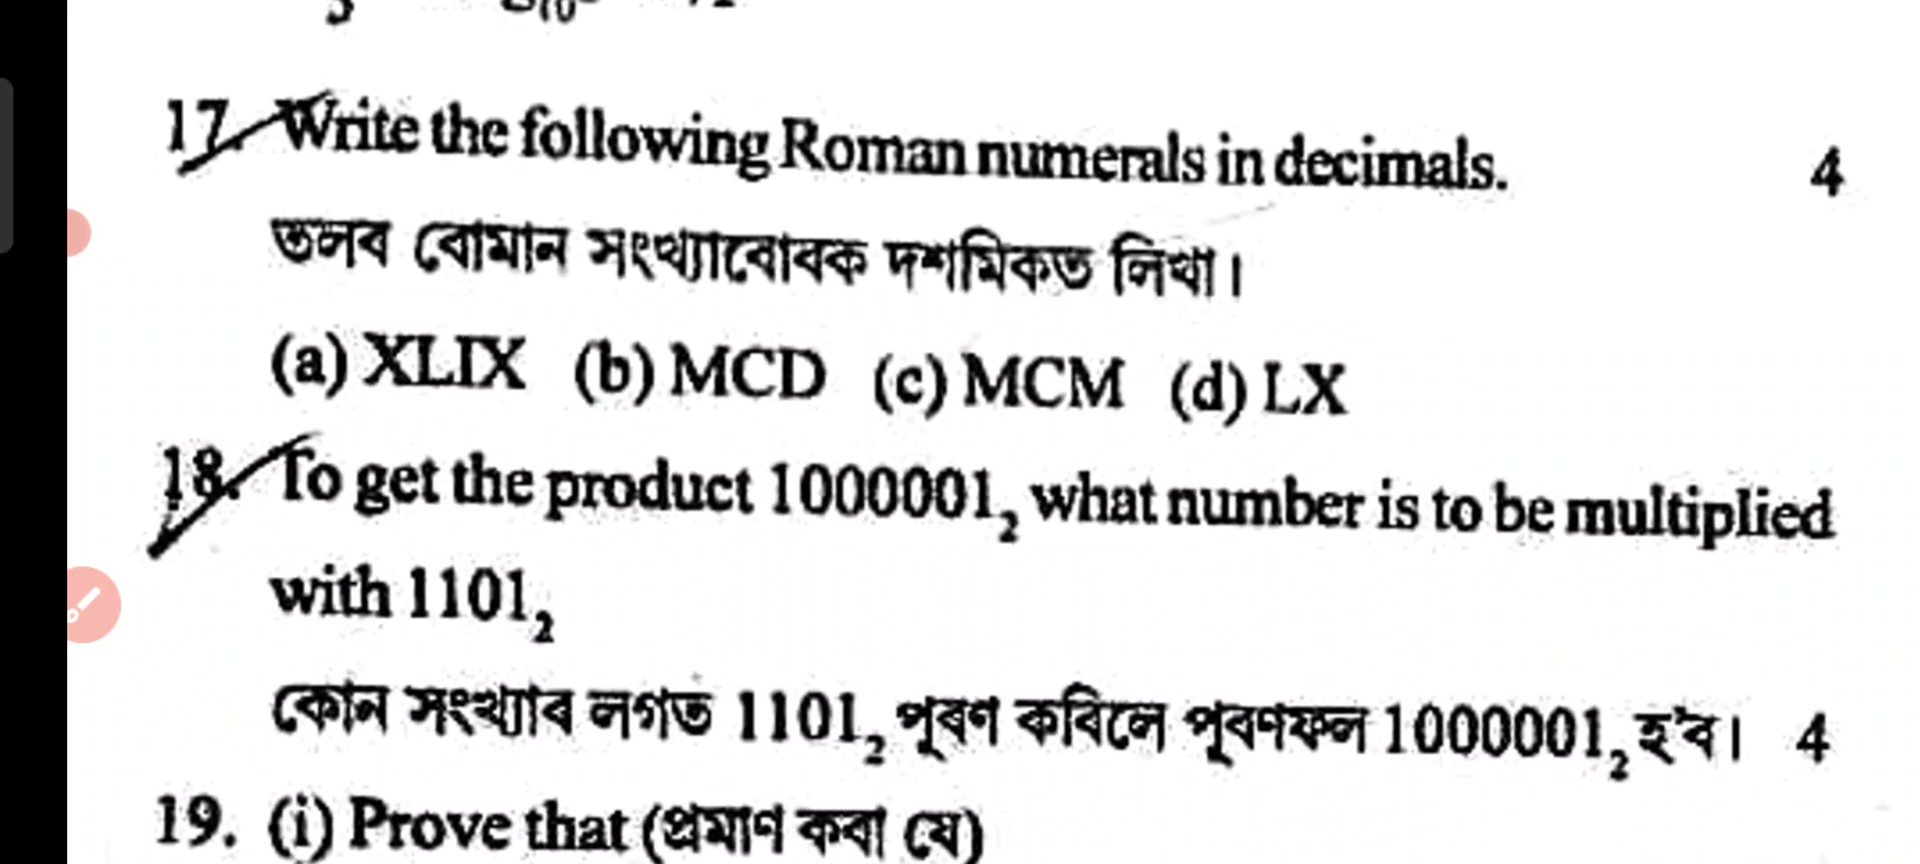 17. Write the following Roman numerals in decimals. 4
তলৰ ৰোমান সংখ্যাবোৰক দশমিকত লিখা।
(a) XLIX (b) MCD (c) MCM (d) LX
18. To get the product 1000001₂ what number is to be multiplied
with 1101₂
কোন সংখ্যাৰ লগত 1101₂ পূৰণ কৰিলে পূৰণফল 1000001₂ হ'ব। 4
19. (i) Prove that (প্ৰমাণ কৰা যে)